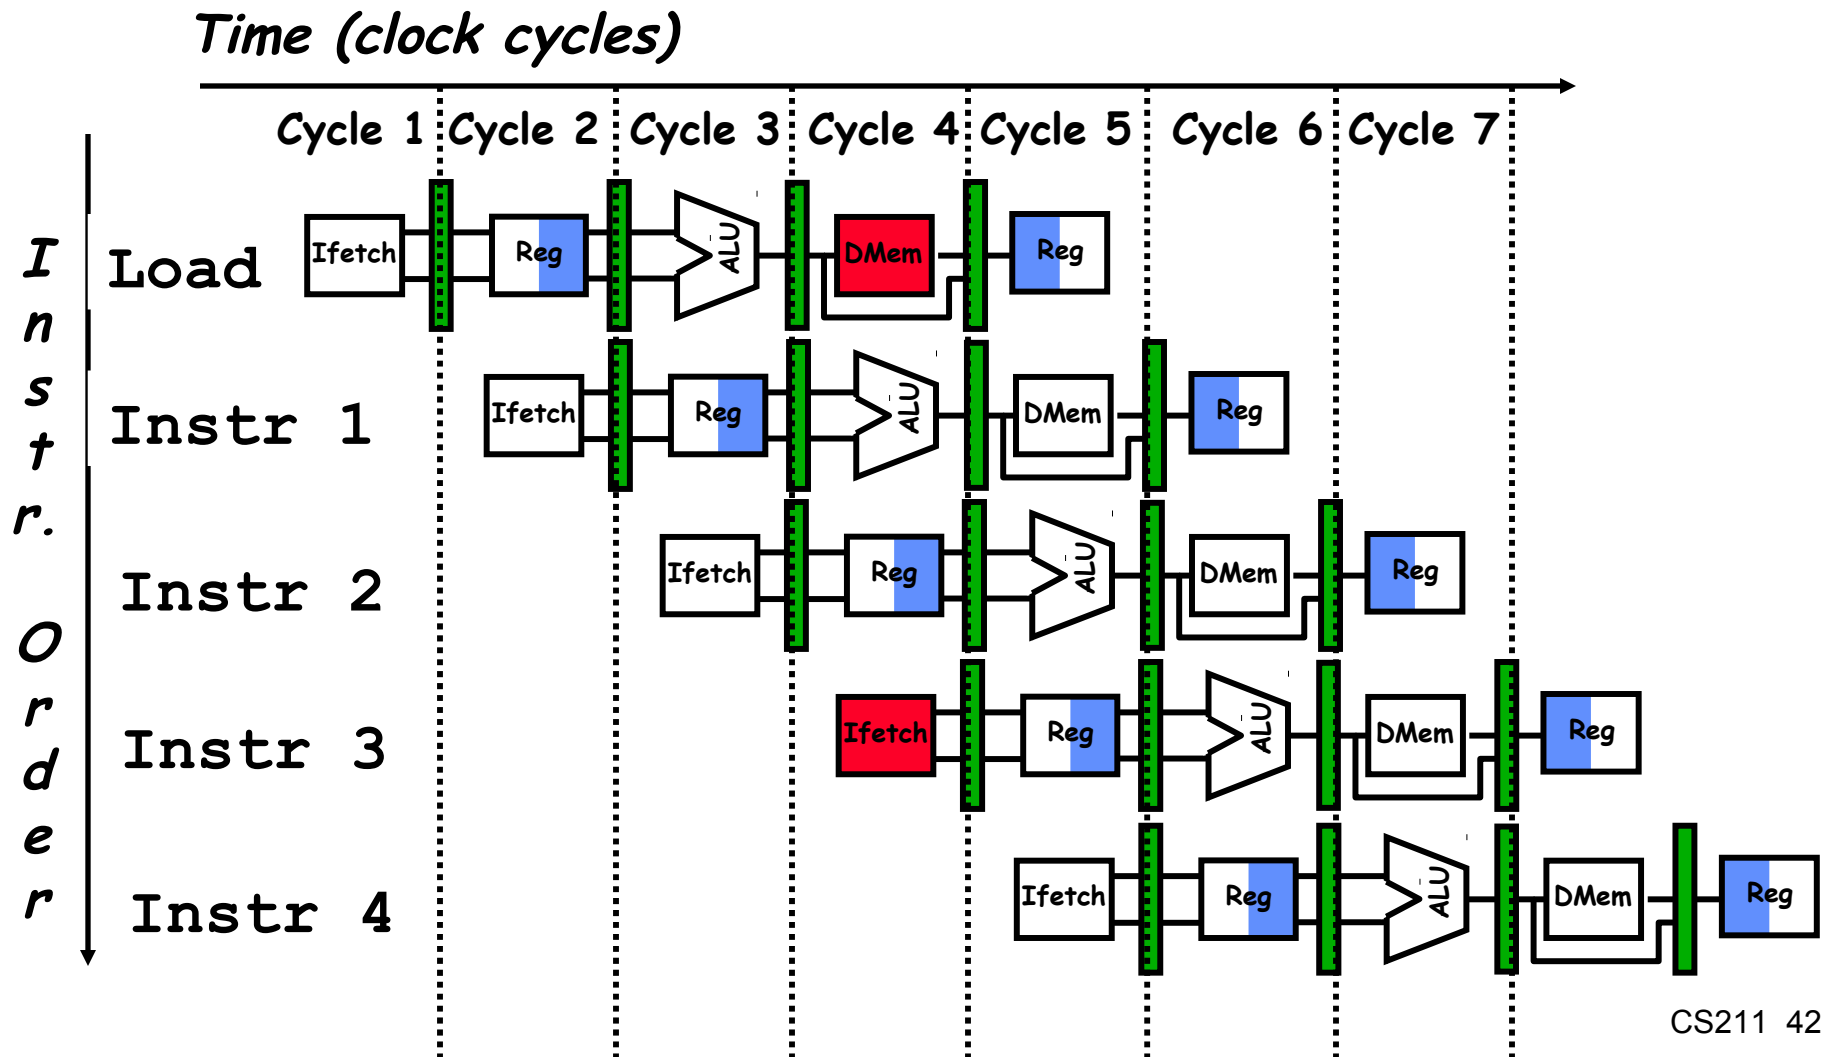 Time (clock cycles)
Cycle 1 Cycle 2 Cycle 3 Cycle 4 Cycle 5 Cycle 6 Cycle 7
Instr. Order
Load Ifetch Reg ALU DMem Reg
Instr 1 Ifetch Reg ALU DMem Reg
Instr 2 Ifetch Reg ALU DMem Reg
Instr 3 Ifetch Reg ALU DMem Reg
Instr 4 Ifetch Reg ALU DMem Reg
CS211 42